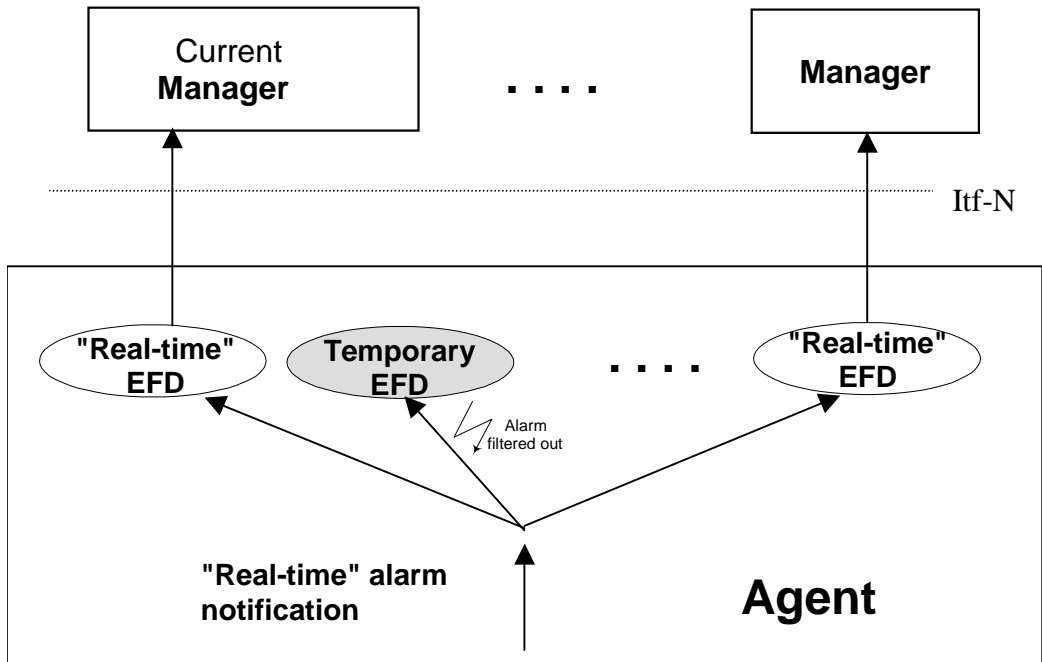 Current
Manager
. . . .
Manager
Itf-N
"Real-time"
EFD
Temporary
EFD
. . . .
"Real-time"
EFD
Alarm
filtered out
"Real-time" alarm
notification
Agent